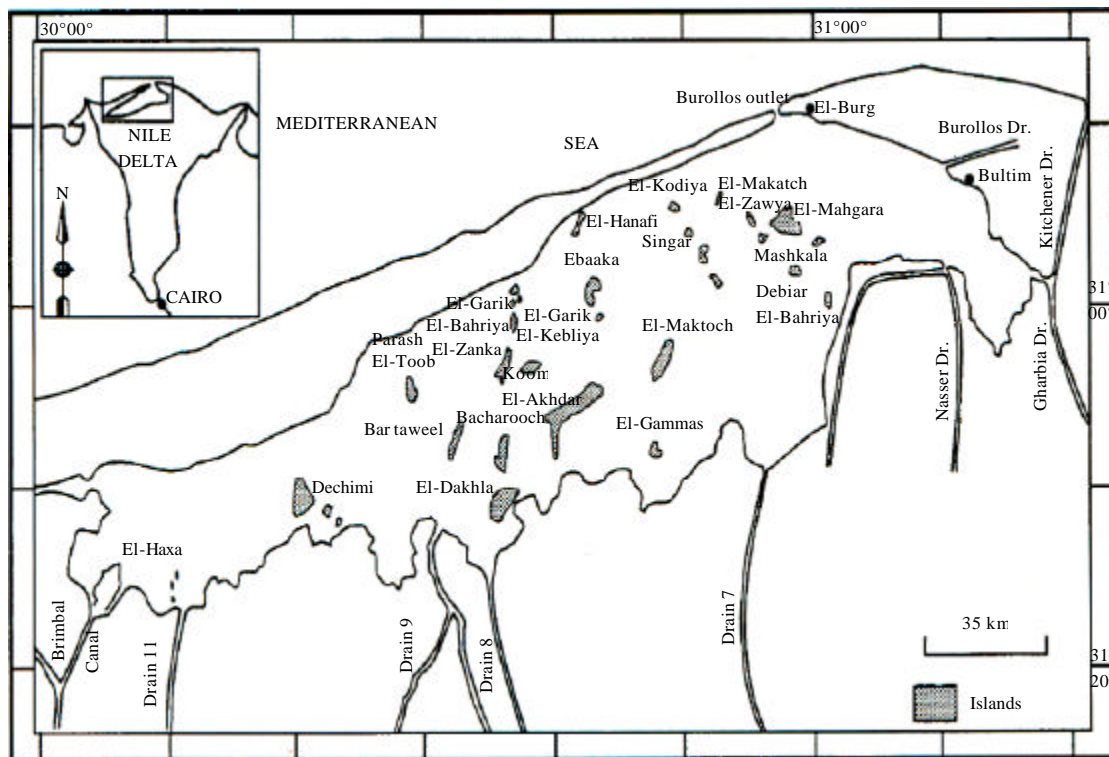 30°00°
31°00°
NILE
DELTA
N
CAIRO
MEDITERRANEAN
SEA
Burollos outlet
El-Burg
Burollos Dr.
Bultim
Kitchener Dr.
El-Kodiya
El-Makatch
El-Zawya
El-Mahgara
El-Hanafi
Singar
Mashkala
Ebaaka
Debiar
El-Bahriya
El-Garik
El-Garik
El-Bahriya
El-Kebliya
El-Maktoch
Parash
El-Toob
El-Zanka
Koom
El-Akhdar
Bacharooch
Bar taweel
El-Gammas
Dechimi
El-Dakhla
El-Haxa
Nasser Dr.
Gharbia Dr.
31°
00°
Brimbal
Canal
Drain 11
Drain 9
Drain 8
Drain 7
35 km
Islands
31
20